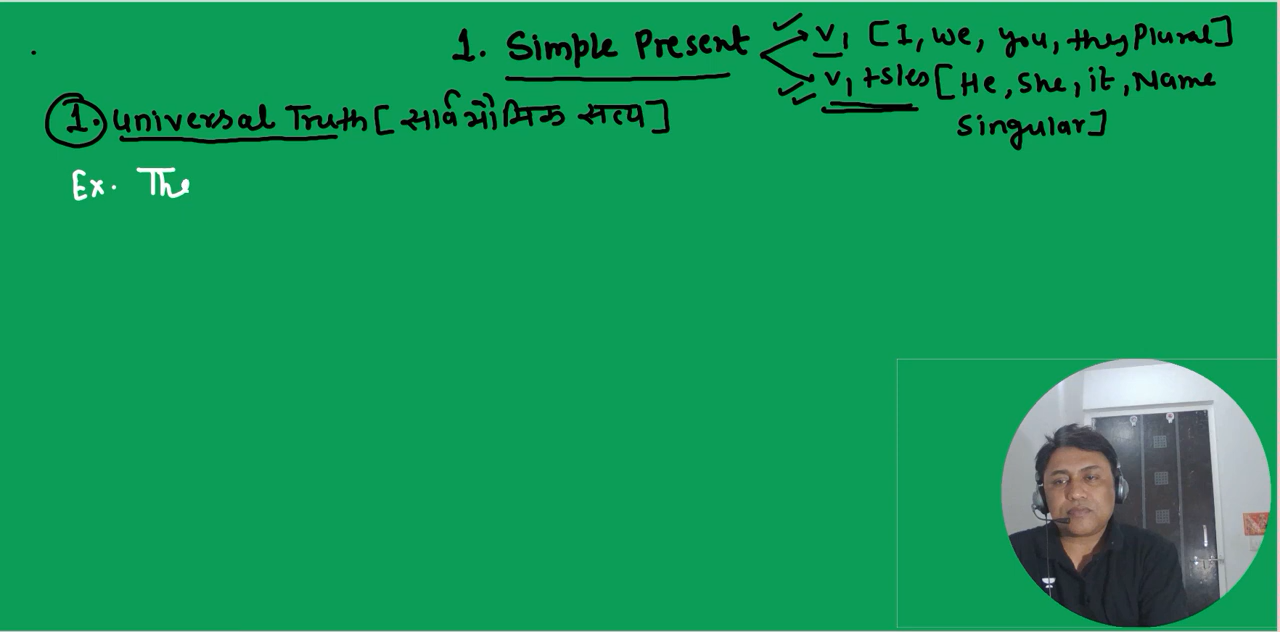 1. Simple Present V1 [I, we, you, they Plural]
V1 + s/es [He, She, it, Name
Singular]
1. Universal Truth [सार्वभौमिक सत्य]
Ex. The